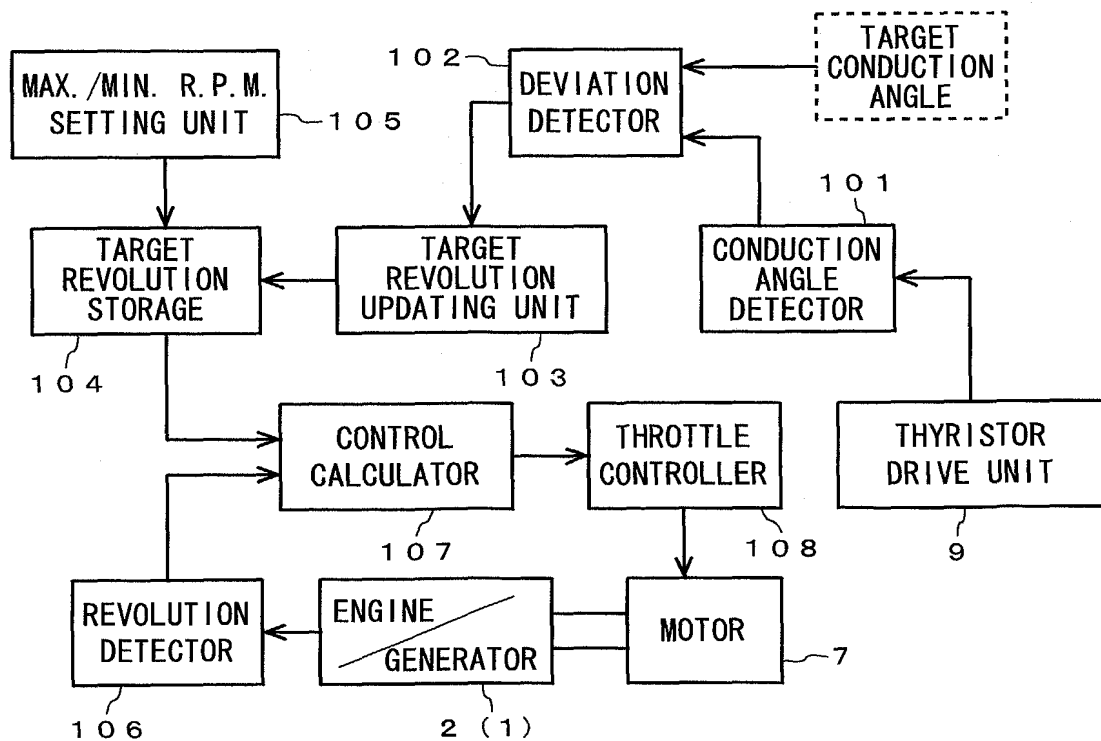 MAX./MIN. R.P.M.
SETTING UNIT
105
102
DEVIATION
DETECTOR
TARGET
CONDUCTION
ANGLE
101
TARGET
REVOLUTION
STORAGE
104
TARGET
REVOLUTION
UPDATING UNIT
103
CONDUCTION
ANGLE
DETECTOR
CONTROL
CALCULATOR
107
THROTTLE
CONTROLLER
108
THYRISTOR
DRIVE UNIT
9
REVOLUTION
DETECTOR
106
ENGINE
GENERATOR
2 (1)
MOTOR
7